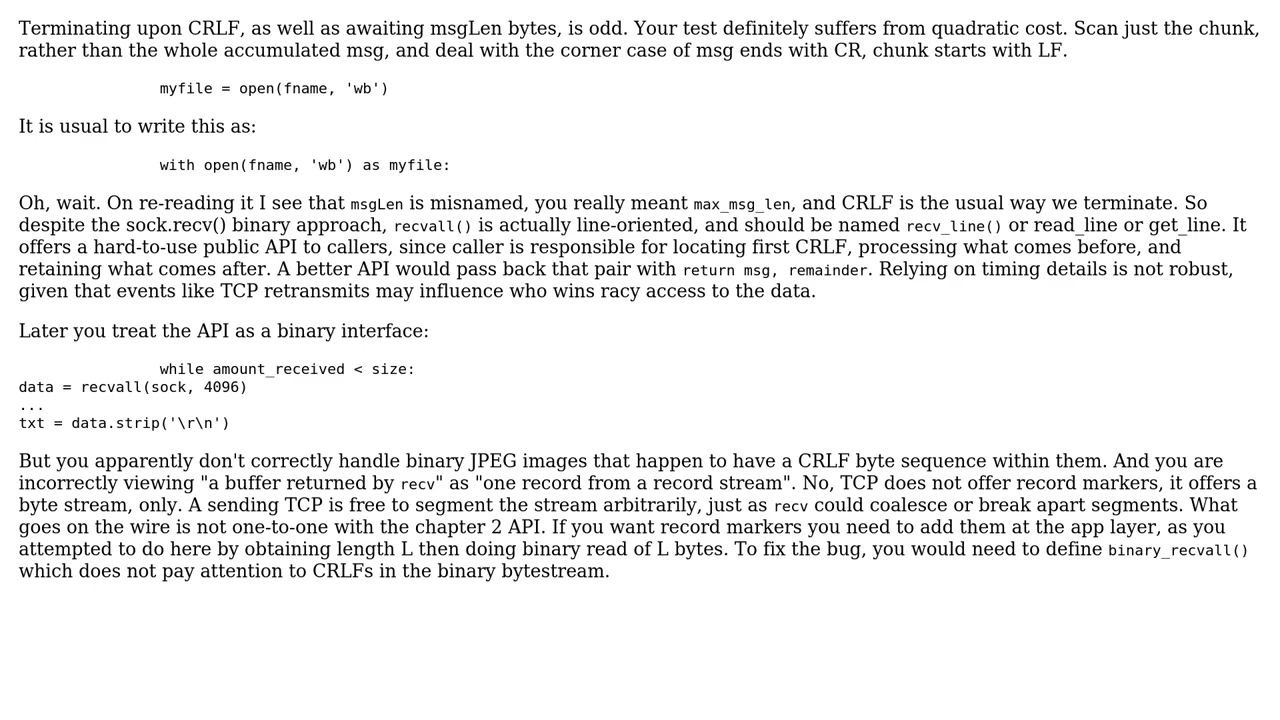 Terminating upon CRLF, as well as awaiting msgLen bytes, is odd. Your test definitely suffers from quadratic cost. Scan just the chunk,
rather than the whole accumulated msg, and deal with the corner case of msg ends with CR, chunk starts with LF.
myfile = open(fname, 'wb')
It is usual to write this as:
with open(fname, 'wb') as myfile:
Oh, wait. On re-reading it I see that msgLen is misnamed, you really meant max_msg_len, and CRLF is the usual way we terminate. So
despite the sock.recv() binary approach, recvall() is actually line-oriented, and should be named recv_line() or read_line or get_line. It
offers a hard-to-use public API to callers, since caller is responsible for locating first CRLF, processing what comes before, and
retaining what comes after. A better API would pass back that pair with return msg, remainder. Relying on timing details is not robust,
given that events like TCP retransmits may influence who wins racy access to the data.
Later you treat the API as a binary interface:
while amount_received < size:
data = recvall(sock, 4096)
...
txt = data.strip('\r\n')
But you apparently don't correctly handle binary JPEG images that happen to have a CRLF byte sequence within them. And you are
incorrectly viewing "a buffer returned by recv" as "one record from a record stream". No, TCP does not offer record markers, it offers a
byte stream, only. A sending TCP is free to segment the stream arbitrarily, just as recv could coalesce or break apart segments. What
goes on the wire is not one-to-one with the chapter 2 API. If you want record markers you need to add them at the app layer, as you
attempted to do here by obtaining length L then doing binary read of L bytes. To fix the bug, you would need to define binary_recvall()
which does not pay attention to CRLFs in the binary bytestream.